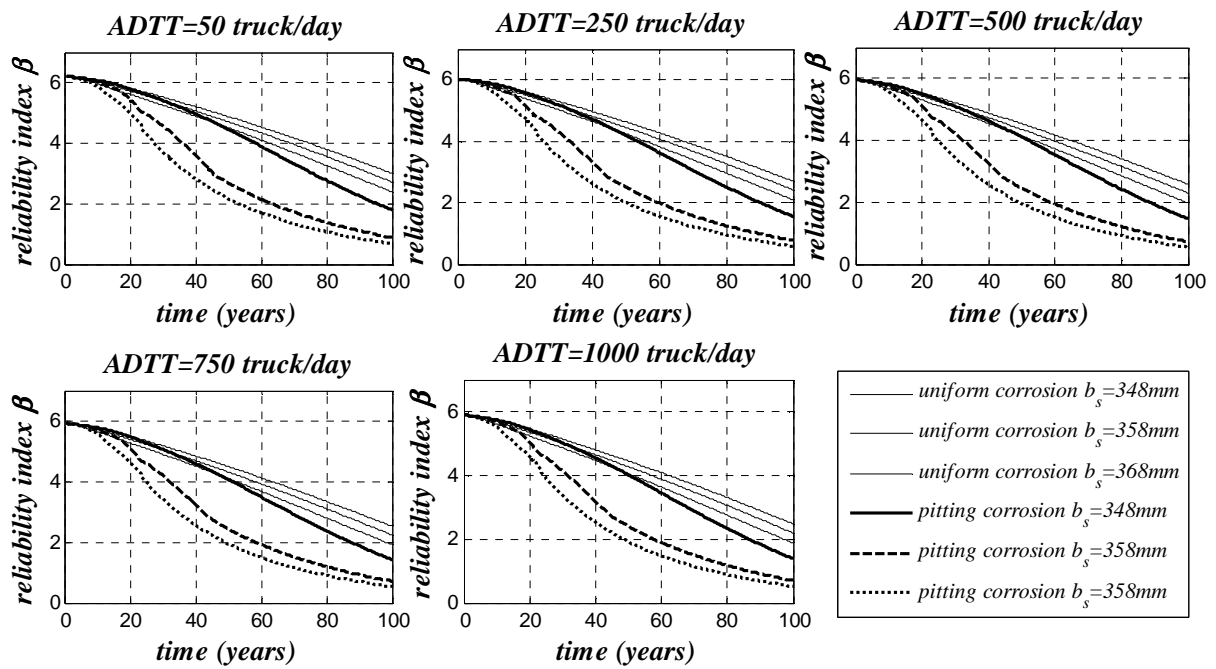 ADTT=50 truck/day
reliability index β
6
4
2
0
0 20 40 60 80 100
time (years)
ADTT=250 truck/day
reliability index β
6
4
2
0
0 20 40 60 80 100
time (years)
ADTT=500 truck/day
reliability index β
6
4
2
0
0 20 40 60 80 100
time (years)
ADTT=750 truck/day
reliability index β
6
4
2
0
0 20 40 60 80 100
time (years)
ADTT=1000 truck/day
reliability index β
6
4
2
0
0 20 40 60 80 100
time (years)
uniform corrosion b_s=348mm
uniform corrosion b_s=358mm
uniform corrosion b_s=368mm
pitting corrosion b_s=348mm
pitting corrosion b_s=358mm
pitting corrosion b_s=358mm